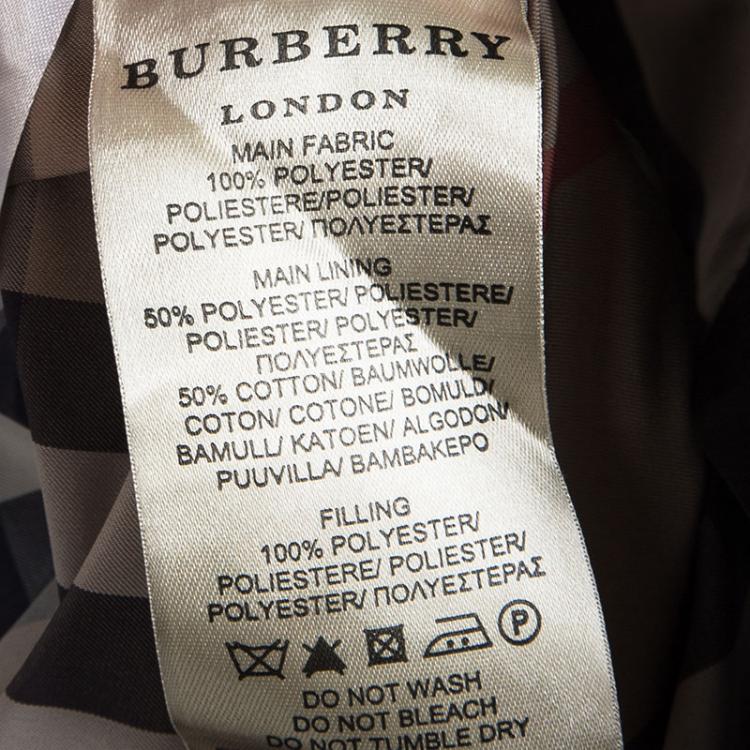 BURBERRY
LONDON
MAIN FABRIC
100% POLYESTER/
POLIESTERE/POLIESTER/
POLYESTER/ ΠΟΛΥΕΣΤΕΡΑΣ
MAIN LINING
50% POLYESTER/ POLIESTERE/
POLIESTER/ POLYESTER/
ΠΟΛΥΕΣΤΕΡΑΣ
50% COTTON/ BAUMWOLLE/
COTON/ COTONE/ BOMULD/
BAMULL/ KATOEN/ ALGODON/
PUUVILLA/ ΒΑΜΒΑΚΕΡΟ
FILLING
100% POLYESTER/
POLIESTERE/ POLIESTER/
POLYESTER/ ΠΟΛΥΕΣΤΕΡΑΣ
P
DO NOT WASH
DO NOT BLEACH
DO NOT TUMBLE DRY